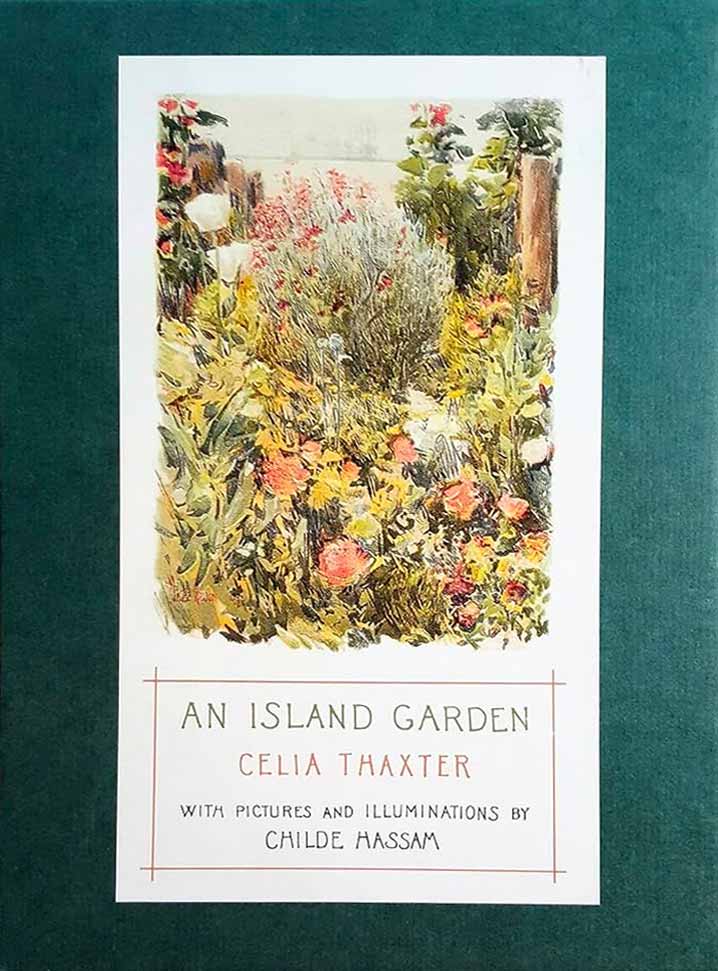 AN ISLAND GARDEN
CELIA THAXTER
WITH PICTURES AND ILLUMINATIONS BY
CHILDE HASSAM